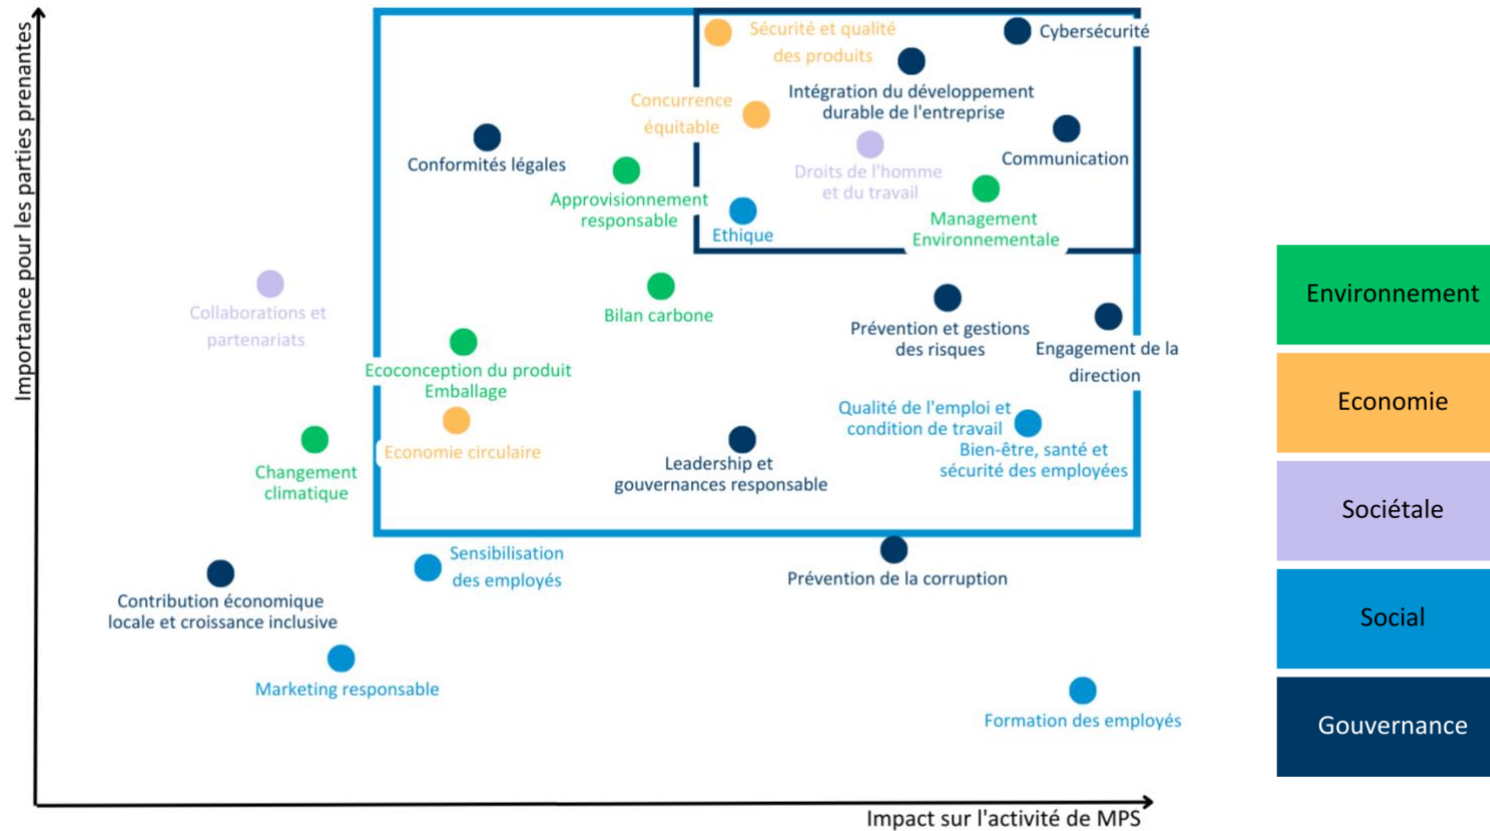 Importance pour les parties prenantes
Sécurité et qualité
des produits
Cybersécurité
Intégration du développement
durable de l'entreprise
Concurrence
équitable
Communication
Conformités légales
Droits de l'homme
et du travail
Approvisionnement
responsable
Management
Environnementale
Ethique
Collaborations et
partenariats
Bilan carbone
Prévention et gestions
des risques
Engagement de la
direction
Ecoconception du produit
Emballage
Qualité de l'emploi et
condition de travail
Bien-être, santé et
sécurité des employées
Economie circulaire
Changement
climatique
Leadership et
gouvernances responsable
Sensibilisation
des employés
Prévention de la corruption
Contribution économique
locale et croissance inclusive
Marketing responsable
Formation des employés
Impact sur l'activité de MPS
Environnement
Economie
Sociétale
Social
Gouvernance